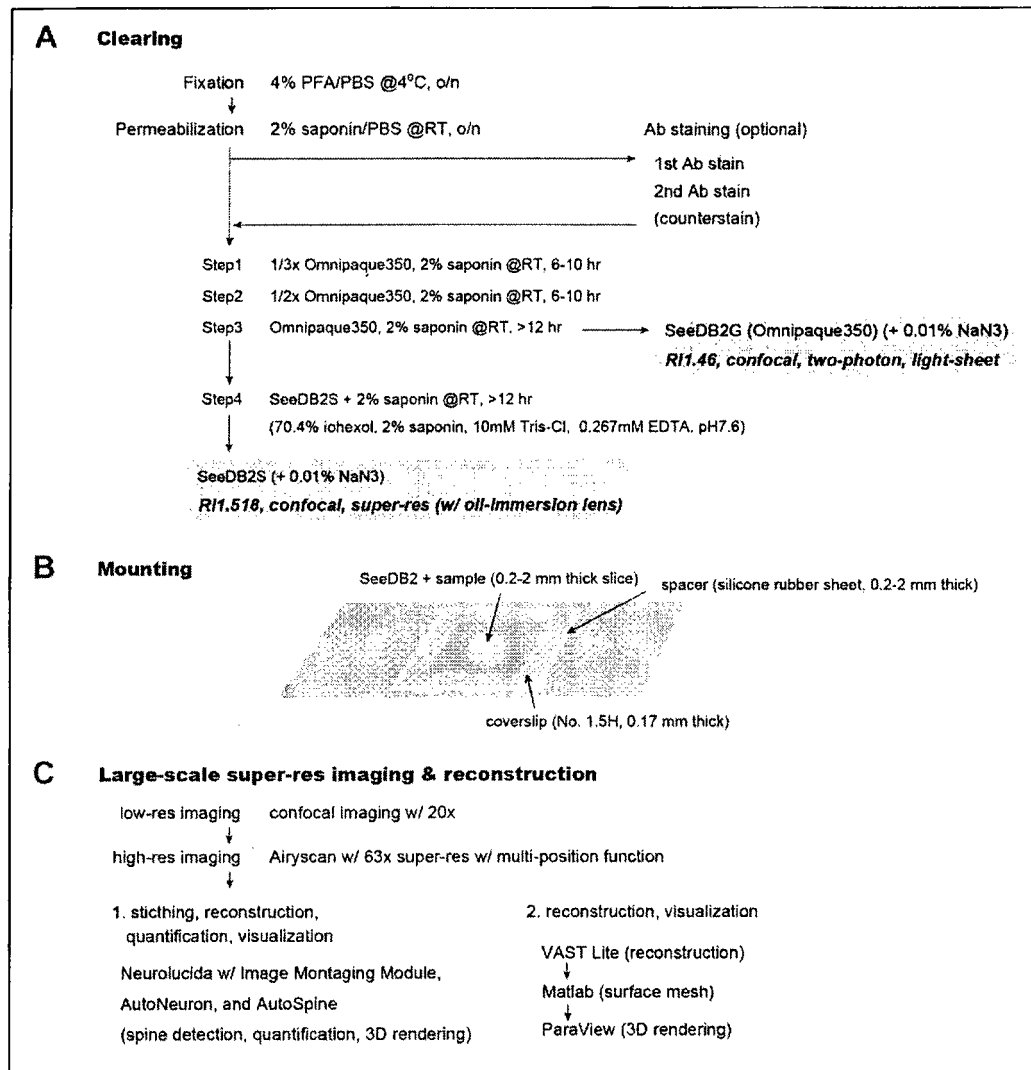 A Clearing
Fixation 4% PFA/PBS @4°C, o/n
Permeabilization 2% saponin/PBS @RT, o/n
Ab staining (optional)
1st Ab stain
2nd Ab stain
(counterstain)
Step1 1/3x Omnipaque350, 2% saponin @RT, 6-10 hr
Step2 1/2x Omnipaque350, 2% saponin @RT, 6-10 hr
Step3 Omnipaque350, 2% saponin @RT, >12 hr
SeeDB2G (Omnipaque350) (+ 0.01% NaN3)
RI1.46, confocal, two-photon, light-sheet
Step4 SeeDB2S + 2% saponin @RT, >12 hr
(70.4% iohexol, 2% saponin, 10mM Tris-Cl, 0.267mM EDTA, pH7.6)
SeeDB2S (+ 0.01% NaN3)
RI1.518, confocal, super-res (w/ oil-immersion lens)
B Mounting
SeeDB2 + sample (0.2-2 mm thick slice)
spacer (silicone rubber sheet, 0.2-2 mm thick)
coverslip (No. 1.5H, 0.17 mm thick)
C Large-scale super-res imaging & reconstruction
low-res imaging confocal imaging w/ 20x
high-res imaging Airyscan w/ 63x super-res w/ multi-position function
1. sticthing, reconstruction,
quantification, visualization
Neurolucida w/ Image Montaging Module,
AutoNeuron, and AutoSpine
(spine detection, quantification, 3D rendering)
2. reconstruction, visualization
VAST Lite (reconstruction)
Matlab (surface mesh)
ParaView (3D rendering)